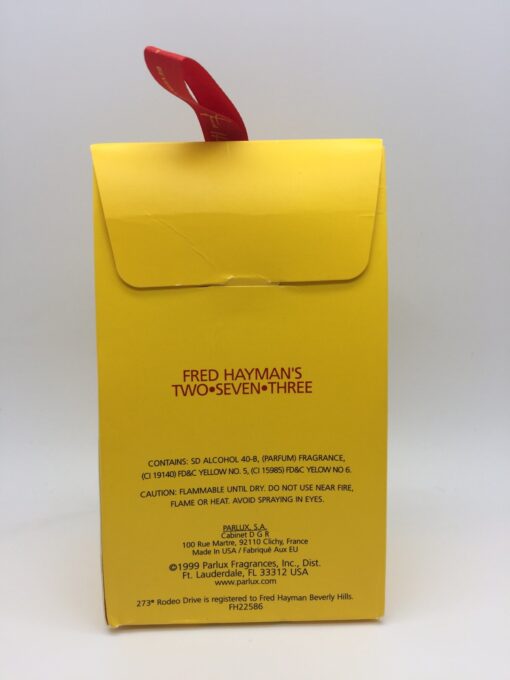 FRED HAYMAN'S
TWO•SEVEN•THREE
CONTAINS: SD ALCOHOL 40-B, (PARFUM) FRAGRANCE,
(CI 19140) FD&C YELLOW NO. 5, (CI 15985) FD&C YELOW NO 6.
CAUTION: FLAMMABLE UNTIL DRY. DO NOT USE NEAR FIRE,
FLAME OR HEAT. AVOID SPRAYING IN EYES.
PARLUX, S.A.
Cabinet D G R
100 Rue Martre, 92110 Clichy, France
Made In USA / Fabriqué Aux EU
©1999 Parlux Fragrances, Inc., Dist.
Ft. Lauderdale, FL 33312 USA
www.parlux.com
273® Rodeo Drive is registered to Fred Hayman Beverly Hills.
FH22586